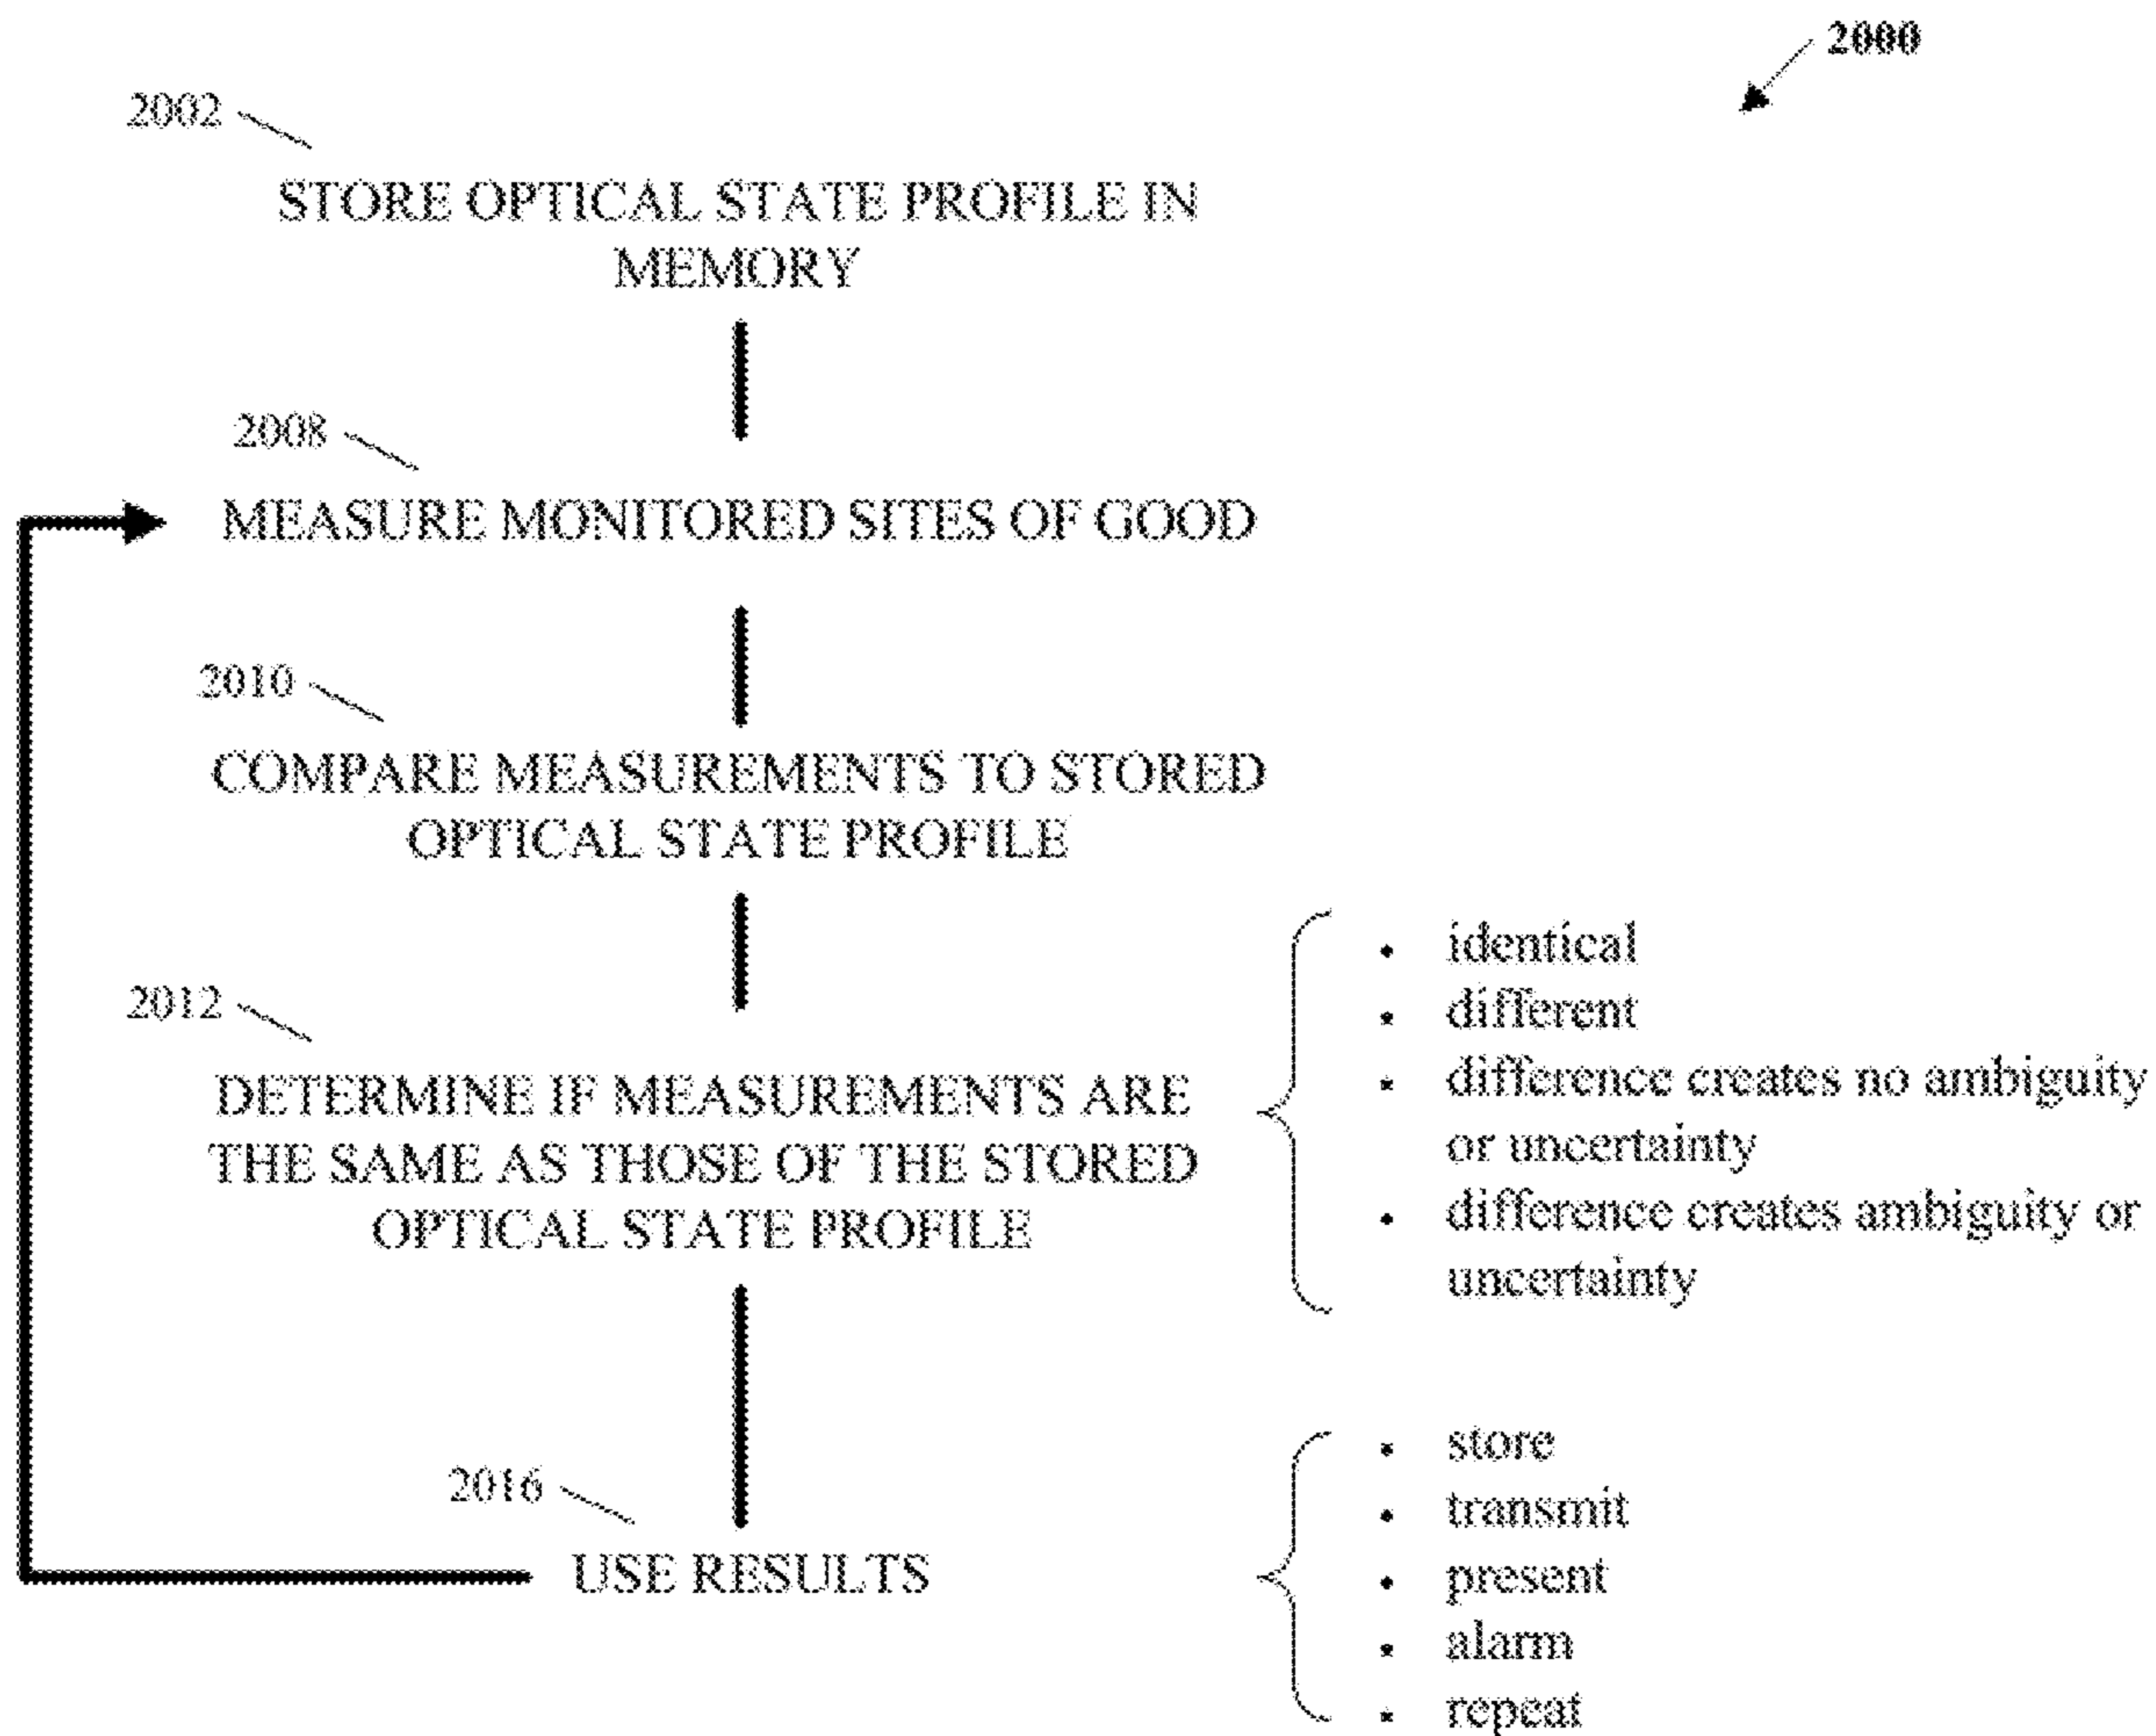 2000
2002
STORE OPTICAL STATE PROFILE IN
MEMORY
2008
MEASURE MONITORED SITES OF GOOD
2010
COMPARE MEASUREMENTS TO STORED
OPTICAL STATE PROFILE
2012
DETERMINE IF MEASUREMENTS ARE
THE SAME AS THOSE OF THE STORED
OPTICAL STATE PROFILE
• identical
• different
• difference creates no ambiguity
or uncertainty
• difference creates ambiguity or
uncertainty
2016
USE RESULTS
• store
• transmit
• present
• alarm
• repeat